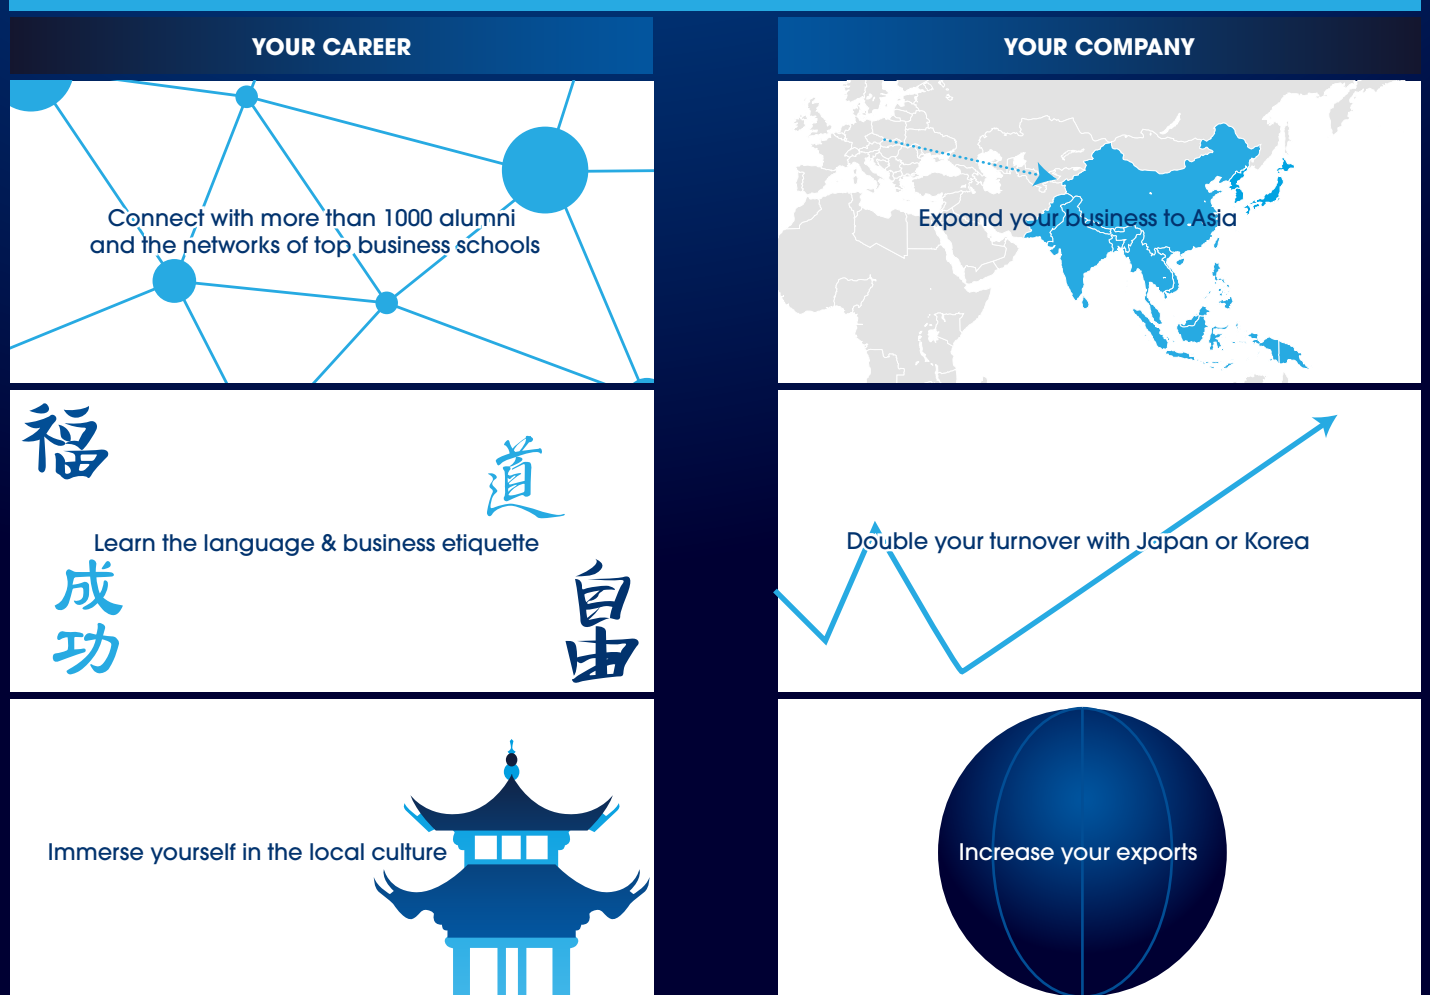 YOUR CAREER
Connect with more than 1000 alumni
and the networks of top business schools
福
道
Learn the language & business etiquette
成
功
自
由
Immerse yourself in the local culture
YOUR COMPANY
Expand your business to Asia
Double your turnover with Japan or Korea
Increase your exports